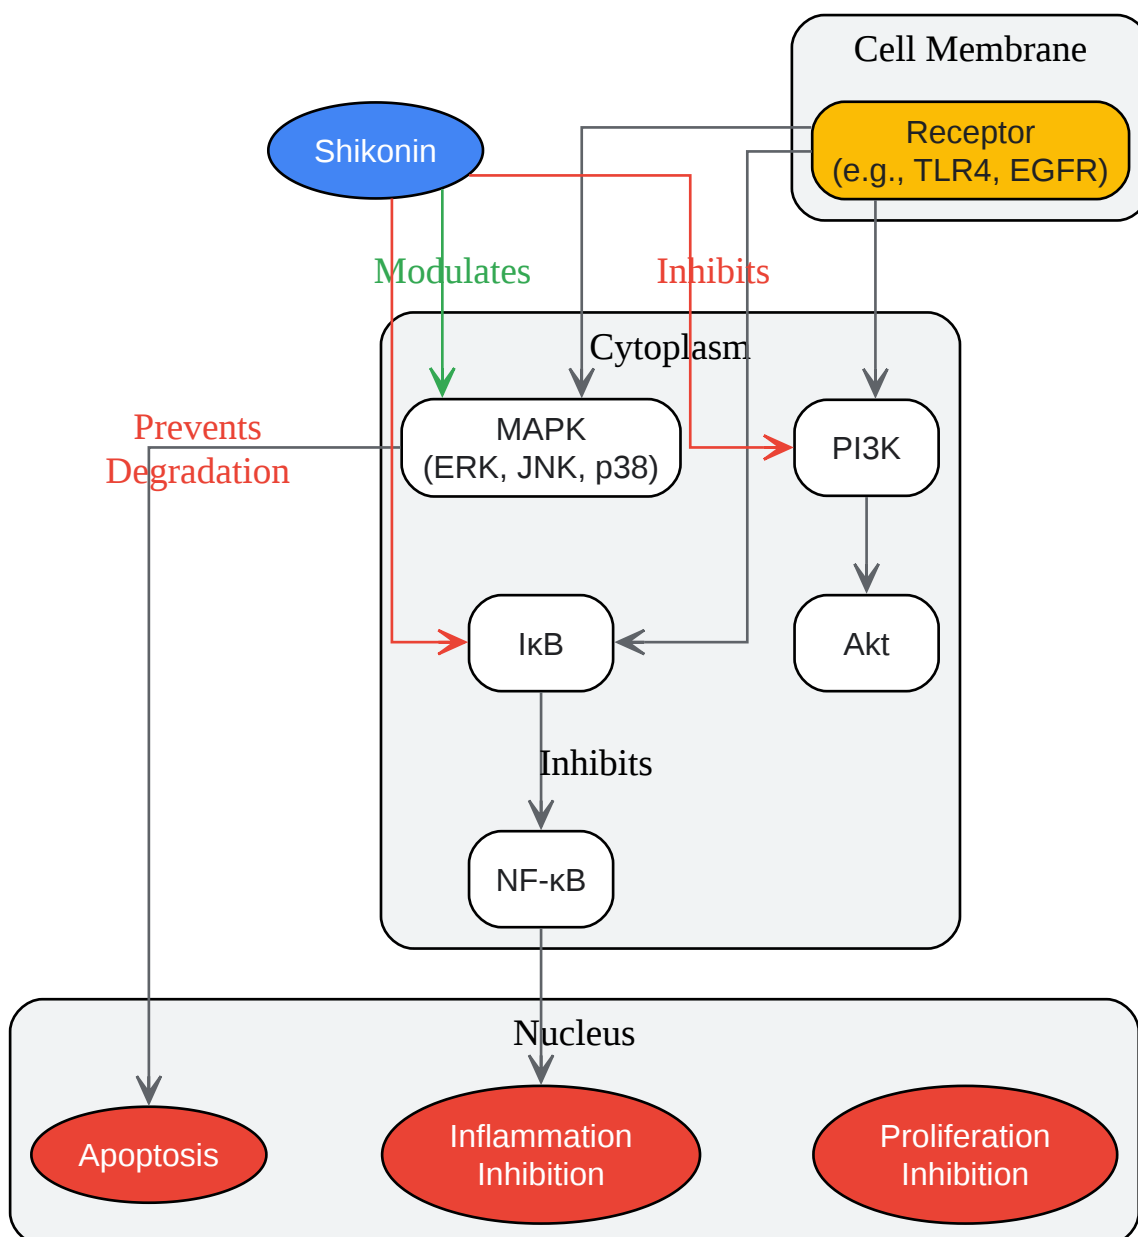 Cell Membrane
Shikonin
Receptor
(e.g., TLR4, EGFR)
Modulates
Inhibits
Cytoplasm
Prevents
Degradation
MAPK
(ERK, JNK, p38)
PI3K
IκB
Akt
Inhibits
NF-κB
Nucleus
Apoptosis
Inflammation
Inhibition
Proliferation
Inhibition